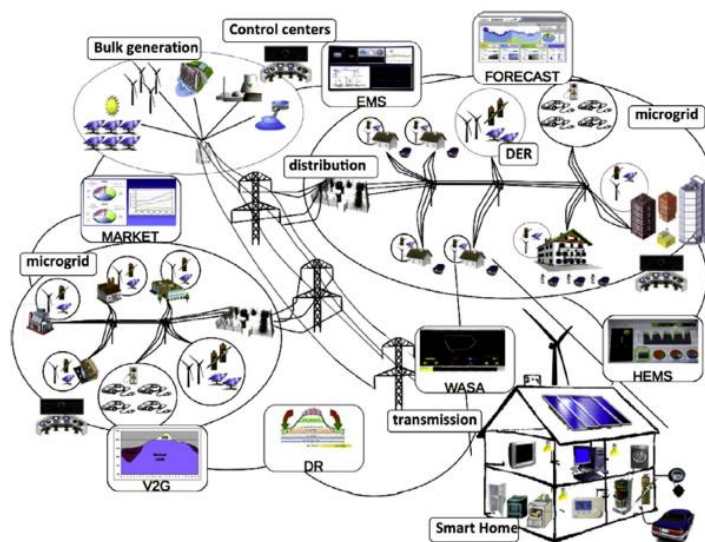 Bulk generation
Control centers
EMS
FORECAST
microgrid
distribution
DER
MARKET
microgrid
WASA
HEMS
transmission
DR
V2G
Smart Home